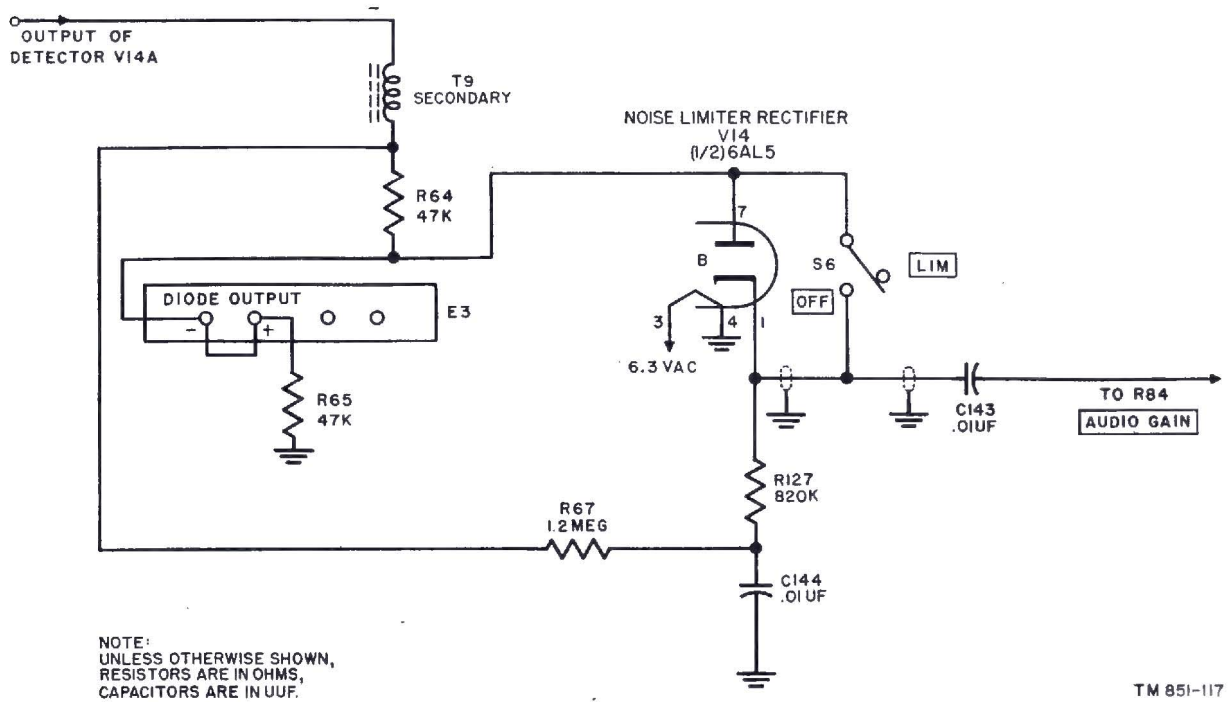 OUTPUT OF
DETECTOR V14A
T9
SECONDARY
NOISE LIMITER RECTIFIER
V14
(1/2)6AL5
R64
47K
7
B
S6
LIM
OFF
DIODE OUTPUT
E3
-
+
3
4
1
6.3 VAC
R65
47K
C143
.01UF
TO R84
AUDIO GAIN
R127
820K
R67
1.2MEG
C144
.01UF
NOTE:
UNLESS OTHERWISE SHOWN,
RESISTORS ARE IN OHMS,
CAPACITORS ARE IN UUF.
TM 851-117